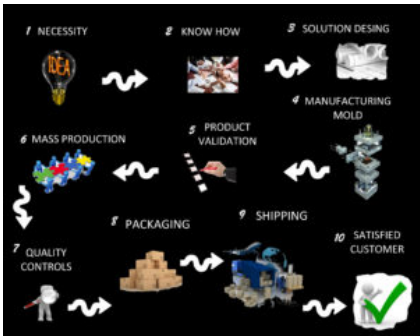 1 NECESSITY
IDEA
2 KNOW HOW
3 SOLUTION DESING
4 MANUFACTURING
MOLD
5 PRODUCT
VALIDATION
6 MASS PRODUCTION
7 QUALITY
CONTROLS
8 PACKAGING
9 SHIPPING
10 SATISFIED
CUSTOMER